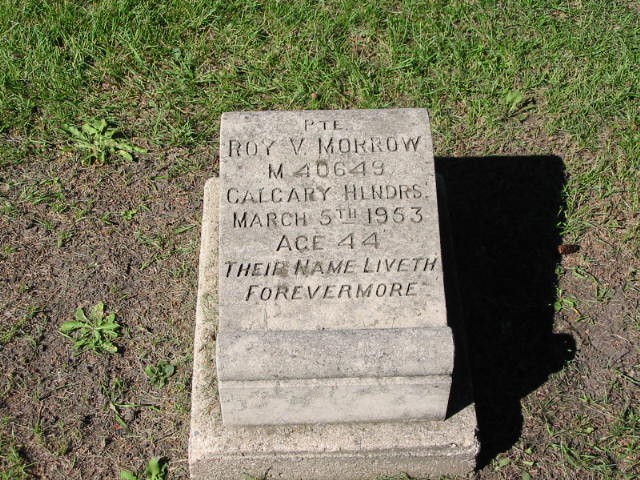 PTE.
ROY V. MORROW
M 40649
CALGARY HLNDRS.
MARCH 5TH 1953
AGE 44
THEIR NAME LIVETH
FOREVERMORE